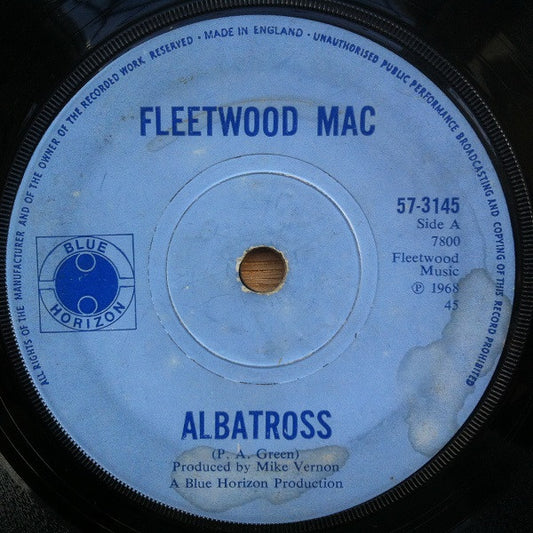 ALL RIGHTS OF THE MANUFACTURER AND OF THE OWNER OF THE RECORDED WORK RESERVED • MADE IN ENGLAND • UNAUTHORISED PUBLIC PERFORMANCE BROADCASTING AND COPYING OF THIS RECORD PROHIBITED
FLEETWOOD MAC
57-3145
Side A
7800
Fleetwood
Music
℗ 1968
45
BLUE
HORIZON
ALBATROSS
(P. A. Green)
Produced by Mike Vernon
A Blue Horizon Production